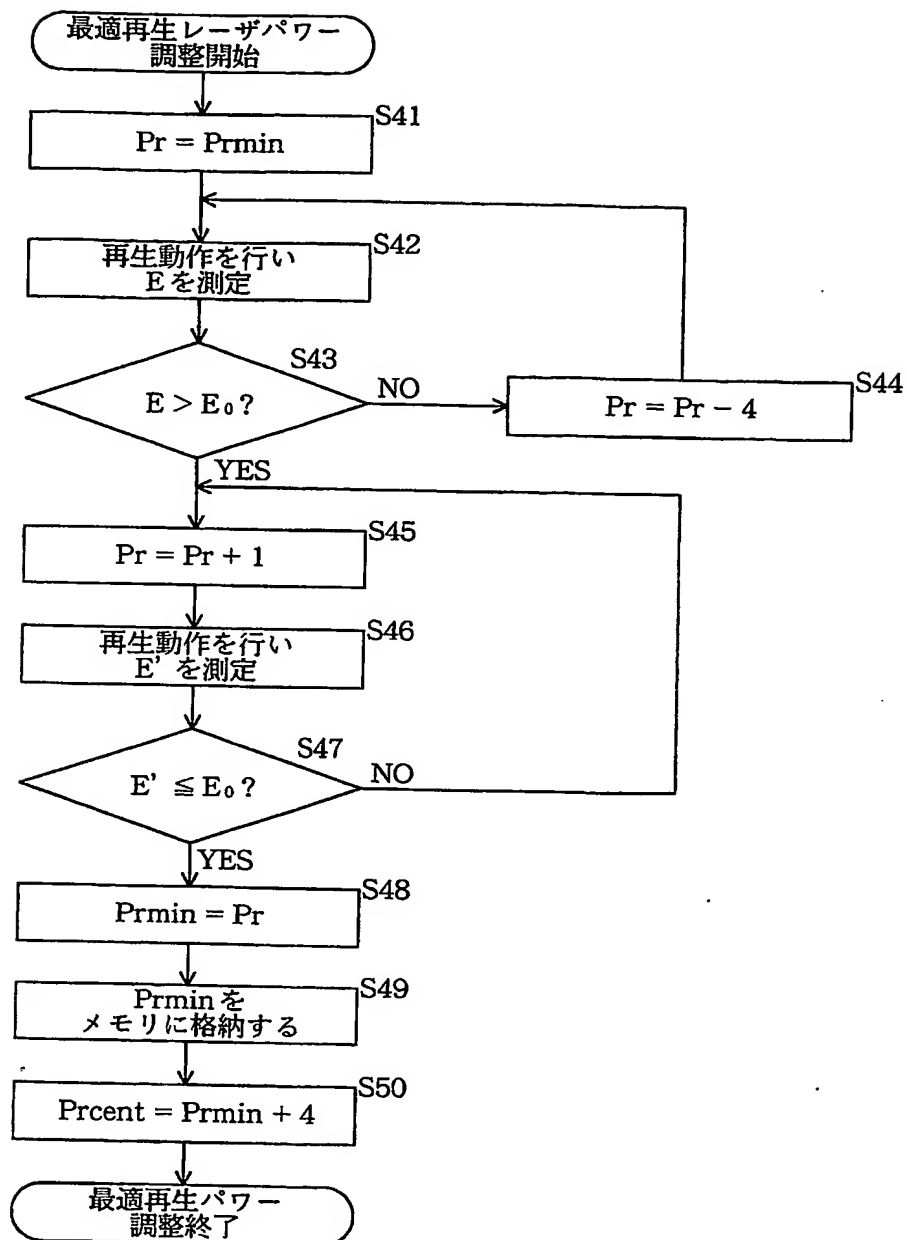 最適再生レーザパワー
調整開始
S41
Pr = Prmin
S42
再生動作を行い
Eを測定
S43
E > E₀?
NO
S44
Pr = Pr − 4
YES
S45
Pr = Pr + 1
S46
再生動作を行い
E' を測定
S47
E' ≦ E₀?
NO
YES
S48
Prmin = Pr
S49
Prminを
メモリに格納する
S50
Prcent = Prmin + 4
最適再生パワー
調整終了